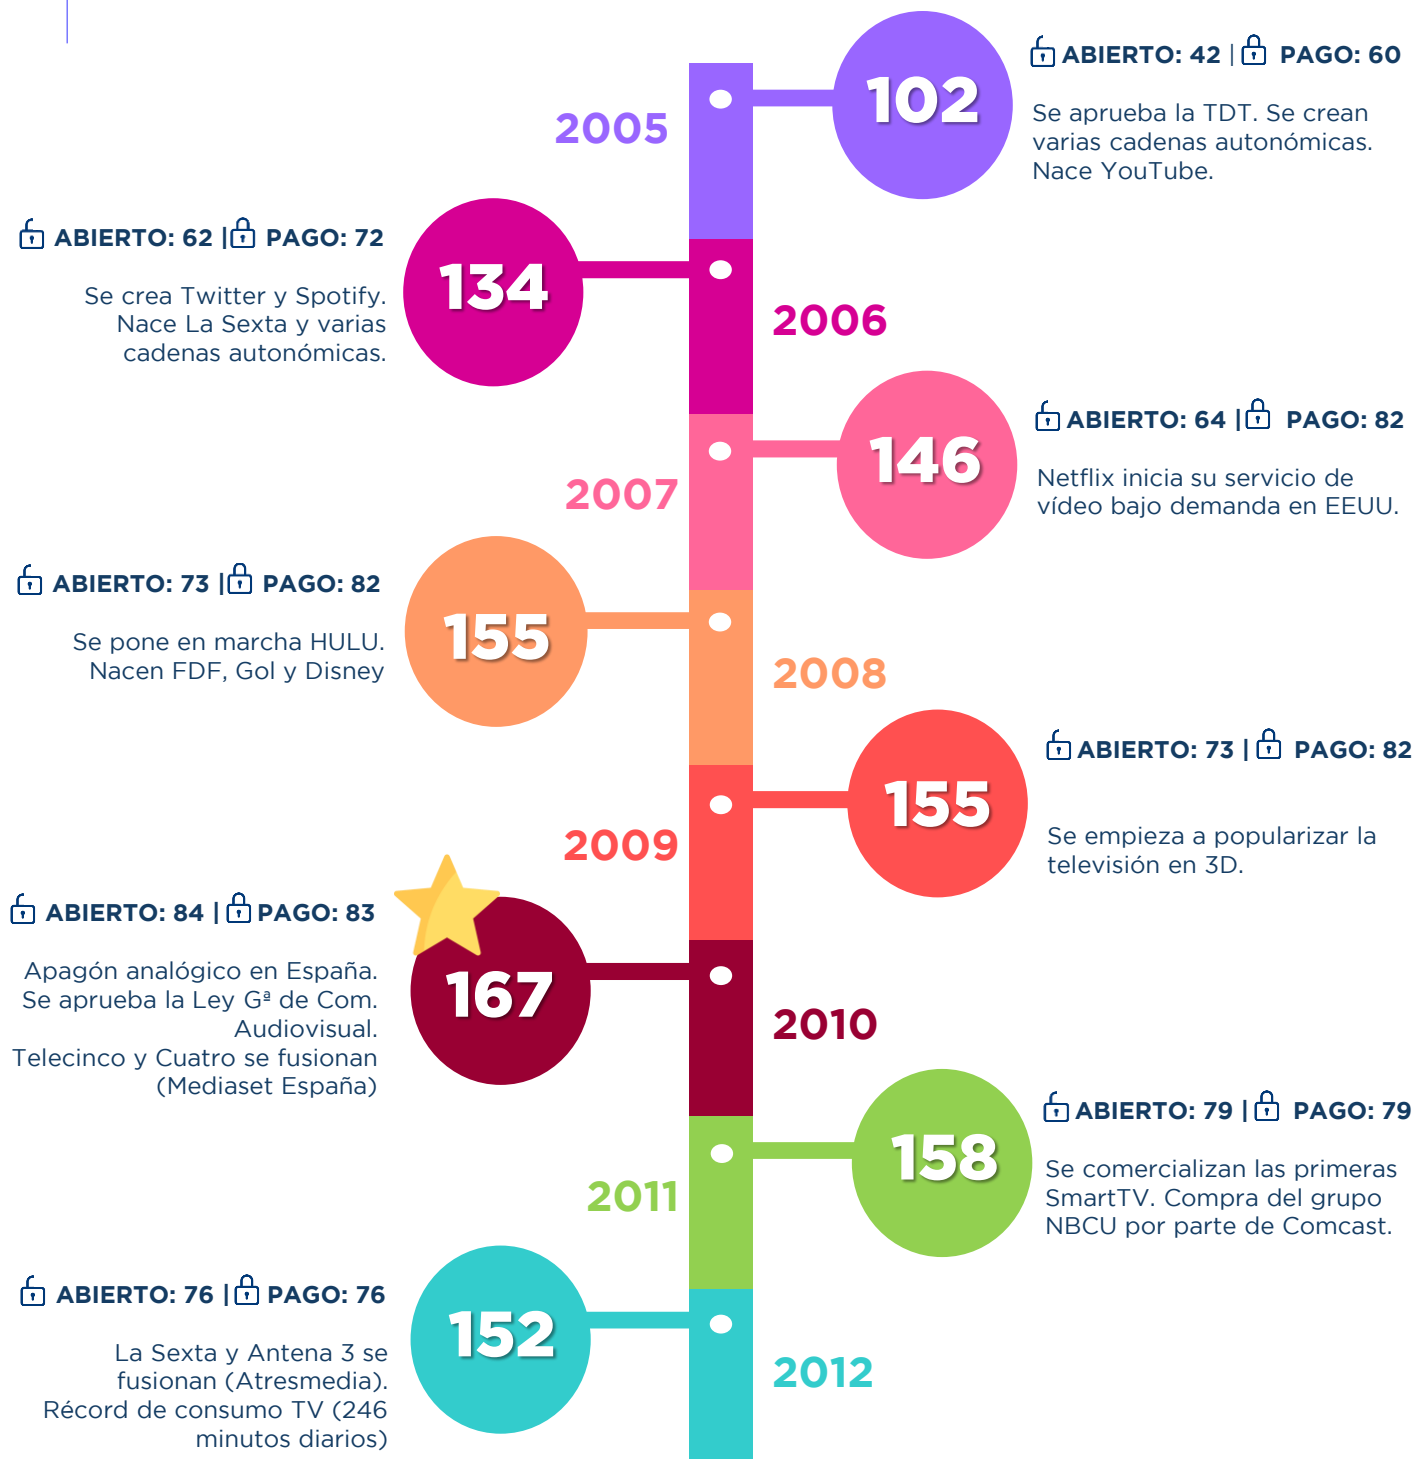 2005
102
ABIERTO: 42 | PAGO: 60
Se aprueba la TDT. Se crean
varias cadenas autonómicas.
Nace YouTube.
ABIERTO: 62 | PAGO: 72
Se crea Twitter y Spotify.
Nace La Sexta y varias
cadenas autonómicas.
134
2006
2007
146
ABIERTO: 64 | PAGO: 82
Netflix inicia su servicio de
vídeo bajo demanda en EEUU.
ABIERTO: 73 | PAGO: 82
Se pone en marcha HULU.
Nacen FDF, Gol y Disney
155
2008
2009
155
ABIERTO: 73 | PAGO: 82
Se empieza a popularizar la
televisión en 3D.
ABIERTO: 84 | PAGO: 83
Apagón analógico en España.
Se aprueba la Ley Gª de Com.
Audiovisual.
Telecinco y Cuatro se fusionan
(Mediaset España)
167
2010
2011
158
ABIERTO: 79 | PAGO: 79
Se comercializan las primeras
SmartTV. Compra del grupo
NBCU por parte de Comcast.
ABIERTO: 76 | PAGO: 76
La Sexta y Antena 3 se
fusionan (Atresmedia).
Récord de consumo TV (246
minutos diarios)
152
2012